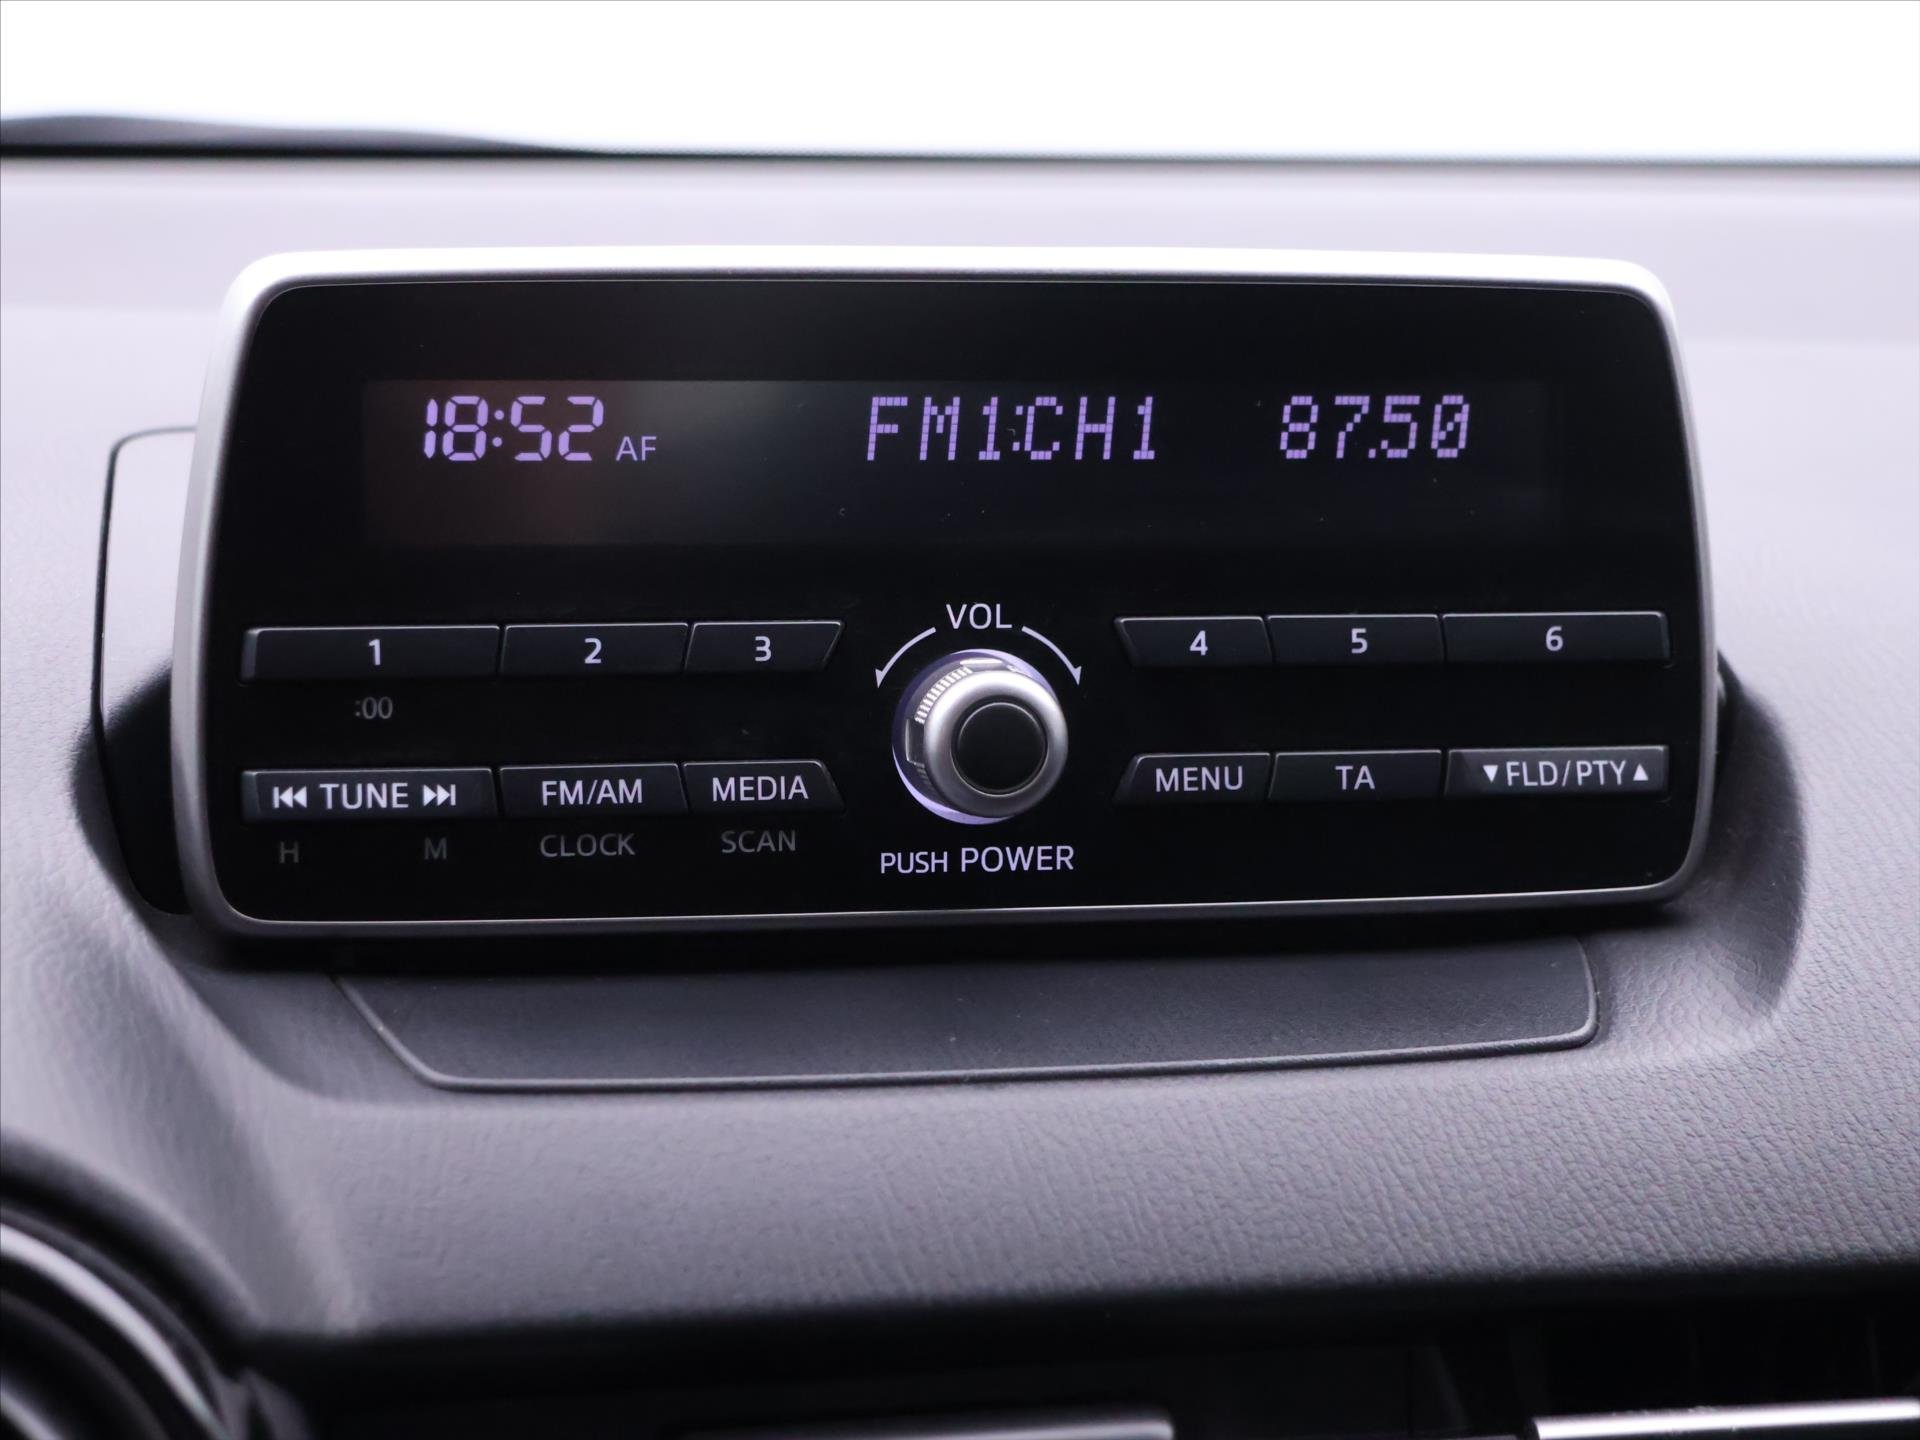 18:52 AF FM1:CH1 87.50
VOL
1 2 3 4 5 6
:00
⏮ TUNE ⏭ FM/AM MEDIA MENU TA ▼FLD/PTY▲
H M CLOCK SCAN
PUSH POWER